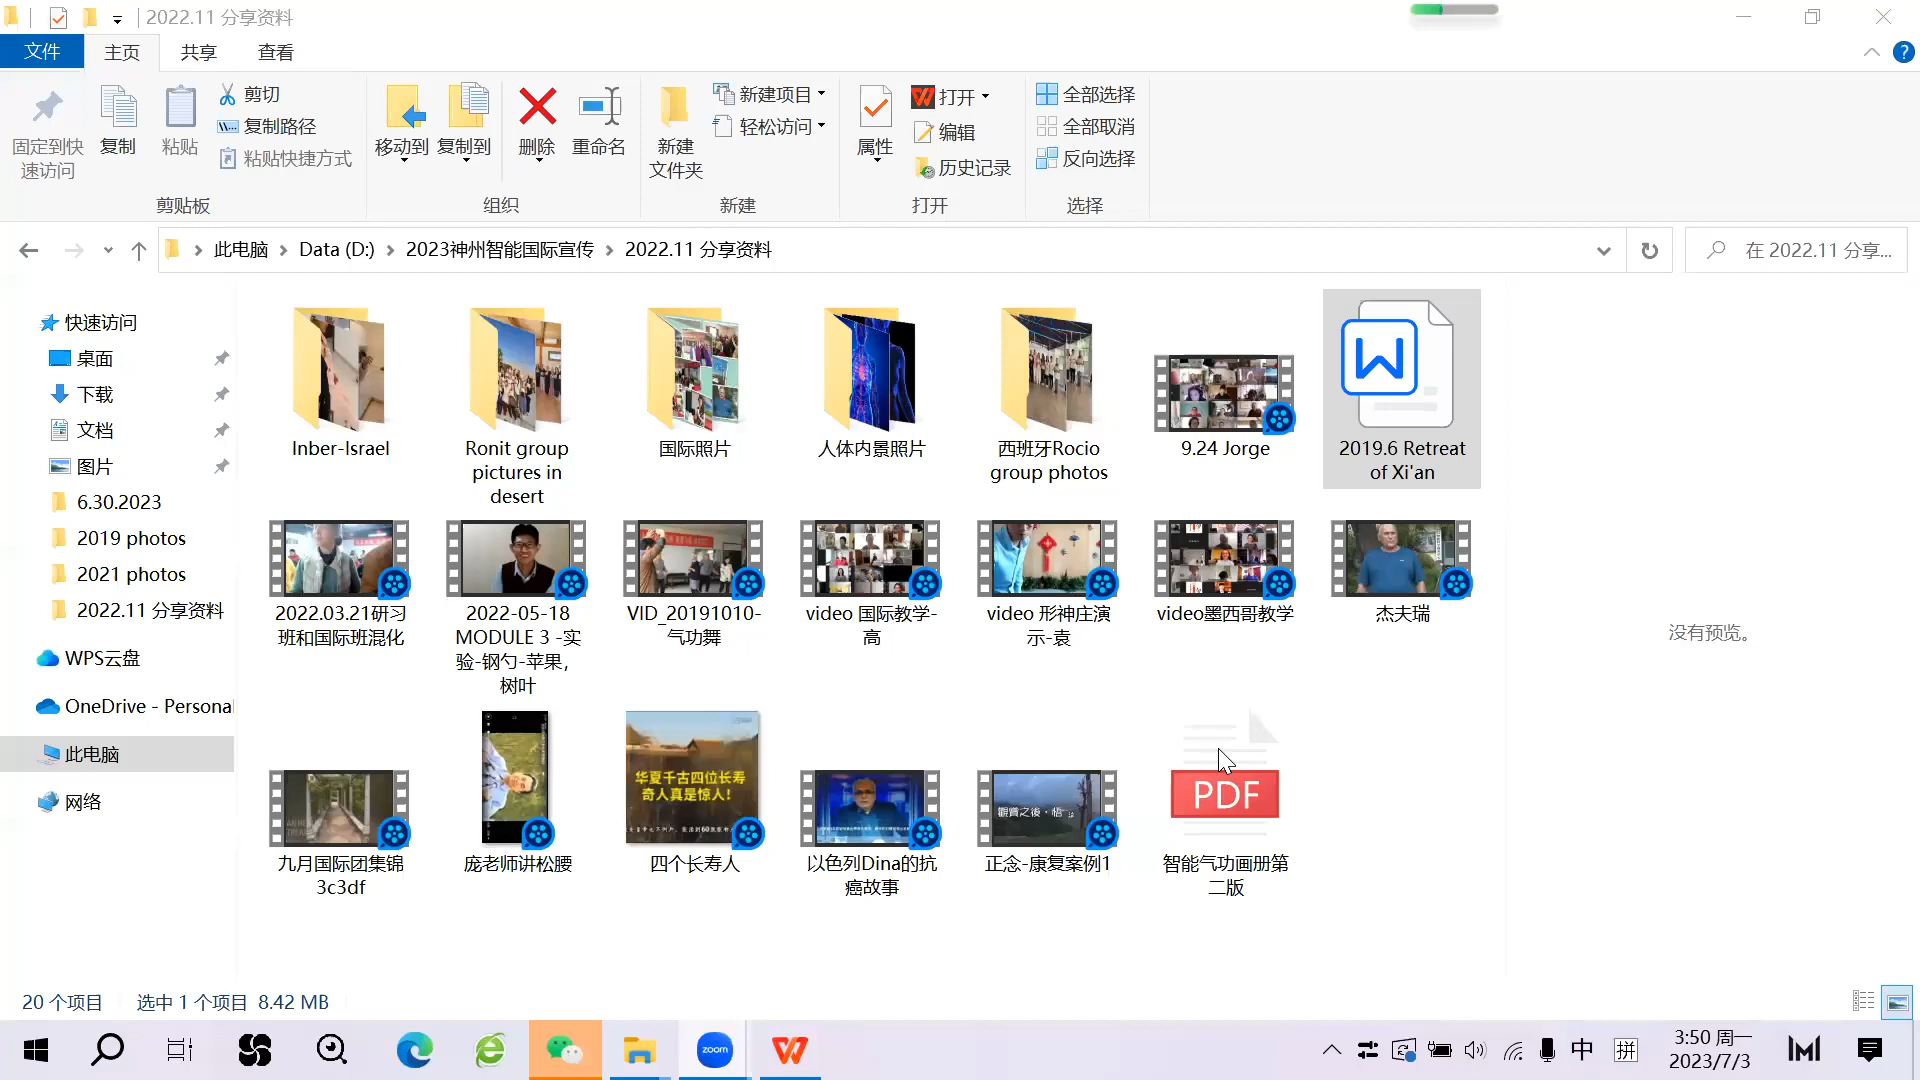 2022.11 分享资料
文件
主页
共享
查看
固定到快
速访问
复制
粘贴
剪切
复制路径
粘贴快捷方式
移动到
复制到
删除
重命名
新建
文件夹
新建项目
轻松访问
属性
打开
编辑
历史记录
全部选择
全部取消
反向选择
剪贴板
组织
新建
打开
选择
此电脑
Data (D:)
2023神州智能国际宣传
2022.11 分享资料
在 2022.11 分享...
快速访问
桌面
下载
文档
图片
6.30.2023
2019 photos
2021 photos
2022.11 分享资料
WPS云盘
OneDrive - Personal
此电脑
网络
Inber-Israel
Ronit group
pictures in
desert
国际照片
人体内景照片
西班牙Rocio
group photos
9.24 Jorge
2019.6 Retreat
of Xi'an
2022.03.21研习
班和国际班混化
2022-05-18
MODULE 3 -实
验-钢勺-苹果，
树叶
VID_20191010-
气功舞
video 国际教学-
高
video 形神庄演
示-袁
video墨西哥教学
杰夫瑞
没有预览。
华夏千古四位长寿
奇人真是惊人！
觀賞之後·悟
PDF
九月国际团集锦
3c3df
庞老师讲松腰
四个长寿人
以色列Dina的抗
癌故事
正念-康复案例1
智能气功画册第
二版
20 个项目
选中 1 个项目 8.42 MB
zoom
中
拼
3:50 周一
2023/7/3